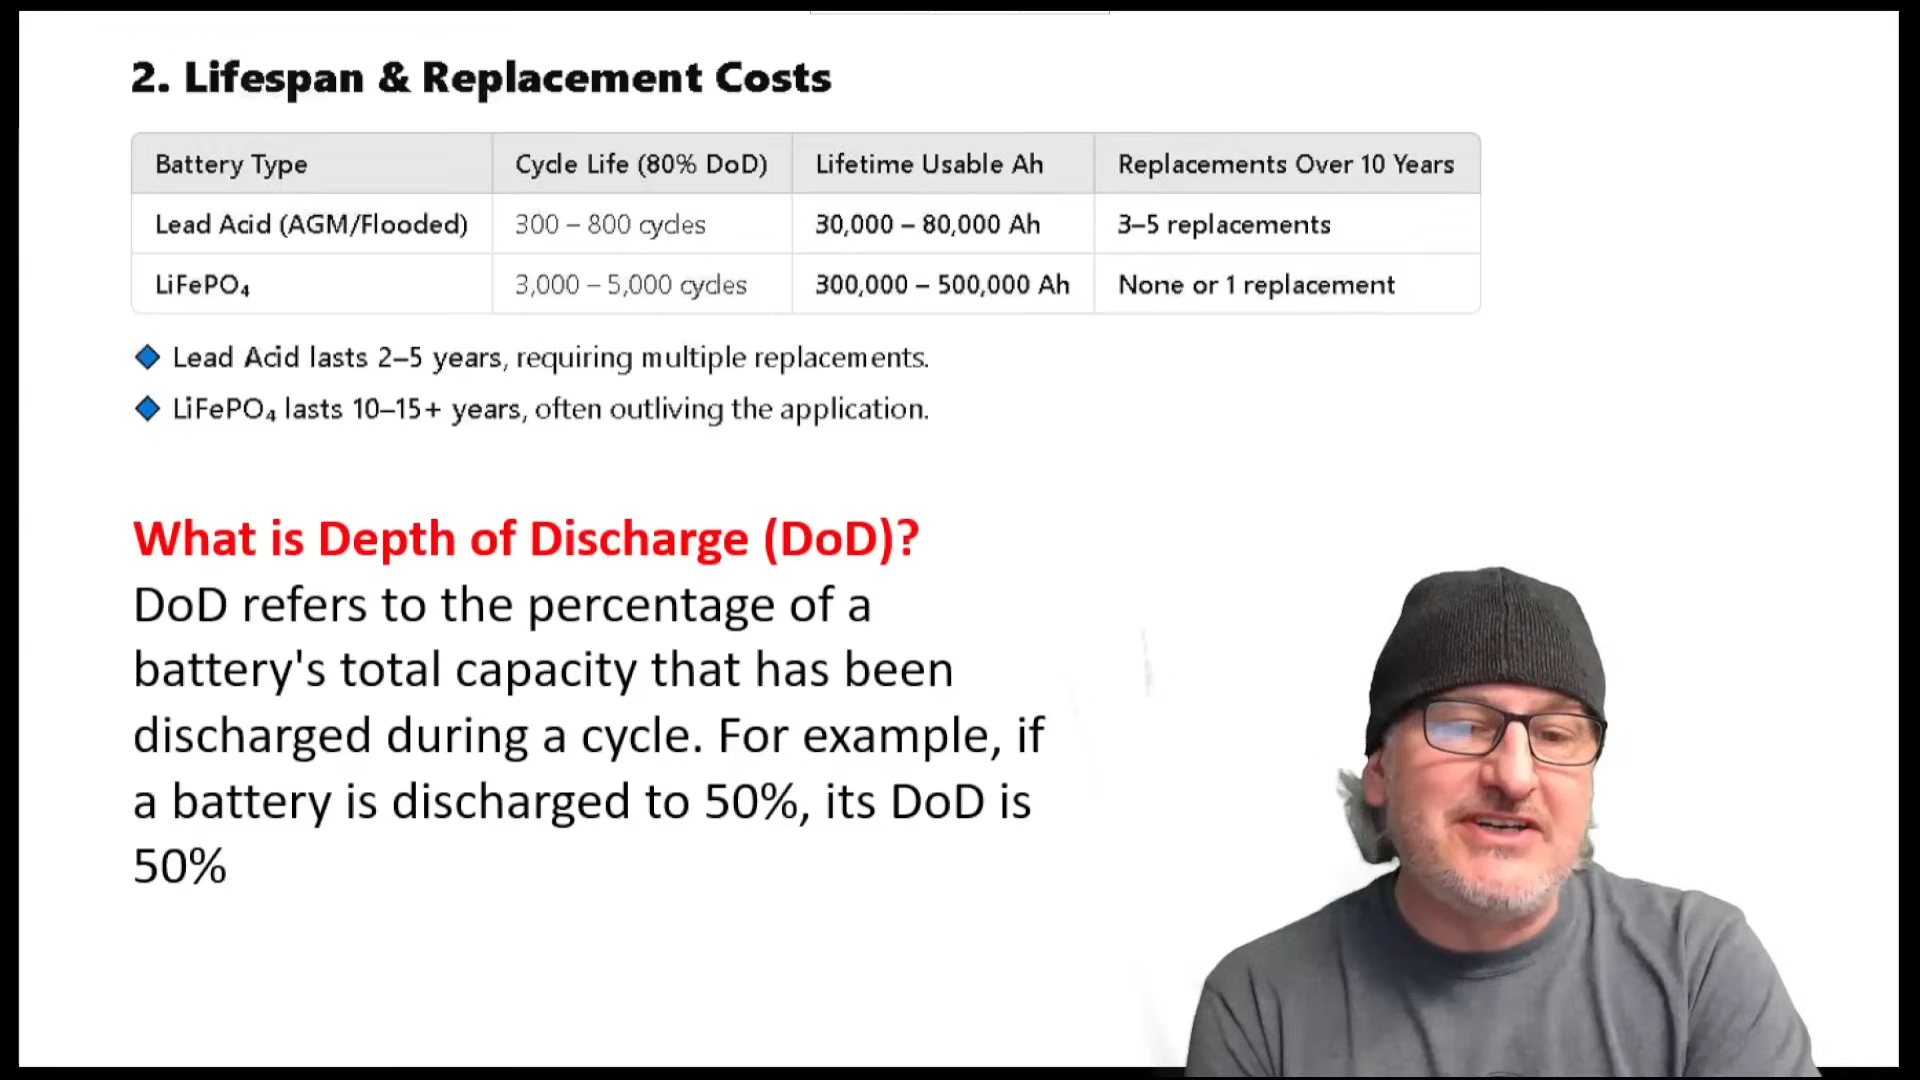 2. Lifespan & Replacement Costs
Battery Type Cycle Life (80% DoD) Lifetime Usable Ah Replacements Over 10 Years
Lead Acid (AGM/Flooded) 300 – 800 cycles 30,000 – 80,000 Ah 3–5 replacements
LiFePO₄ 3,000 – 5,000 cycles 300,000 – 500,000 Ah None or 1 replacement
Lead Acid lasts 2–5 years, requiring multiple replacements.
LiFePO₄ lasts 10–15+ years, often outliving the application.
What is Depth of Discharge (DoD)?
DoD refers to the percentage of a
battery's total capacity that has been
discharged during a cycle. For example, if
a battery is discharged to 50%, its DoD is
50%